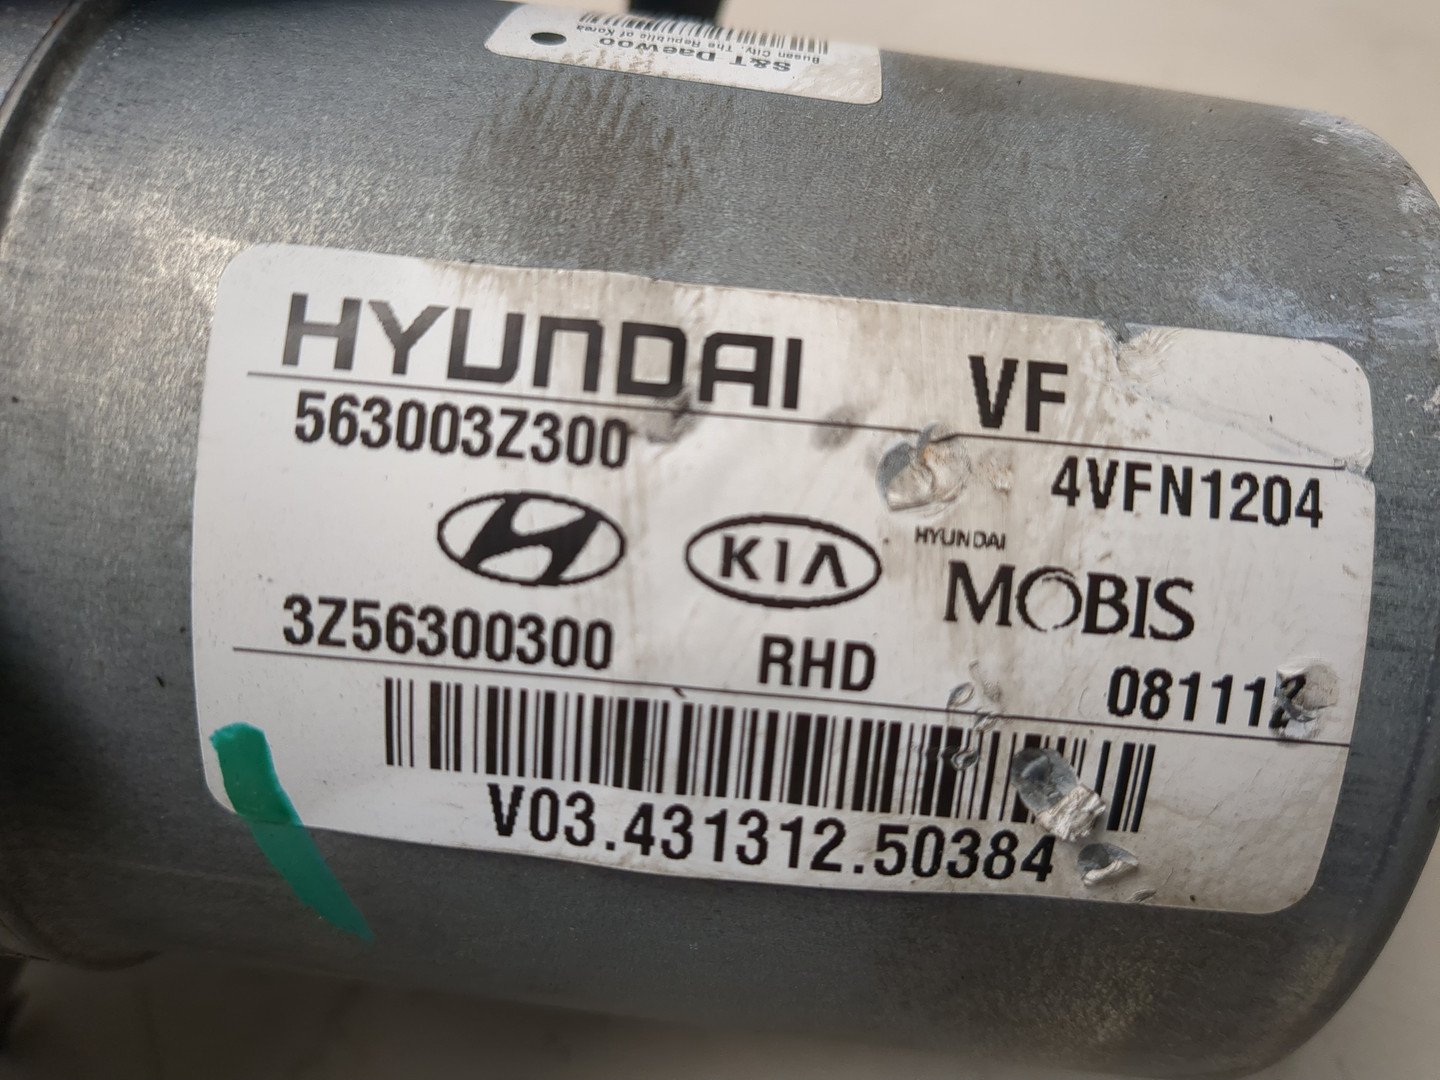 S&T Daewoo
Busan City, The Republic of Korea
HYUNDAI VF
563003Z300 4VFN1204
KIA HYUNDAI MOBIS
3Z56300300 RHD 081112
V03.431312.50384